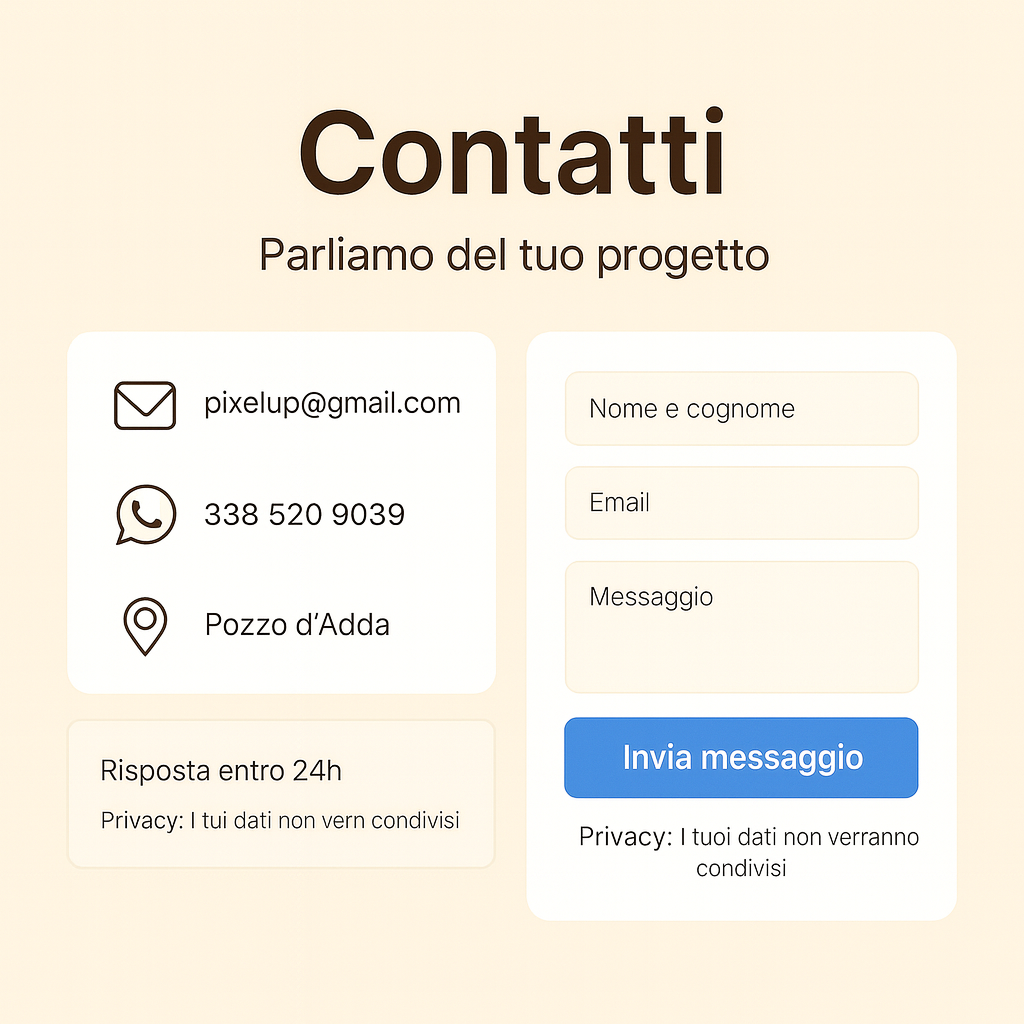 Contatti
Parliamo del tuo progetto
pixelup@gmail.com
338 520 9039
Pozzo d’Adda
Risposta entro 24h
Privacy: I tui dati non vern condivisi
Nome e cognome
Email
Messaggio
Invia messaggio
Privacy: I tuoi dati non verranno
condivisi